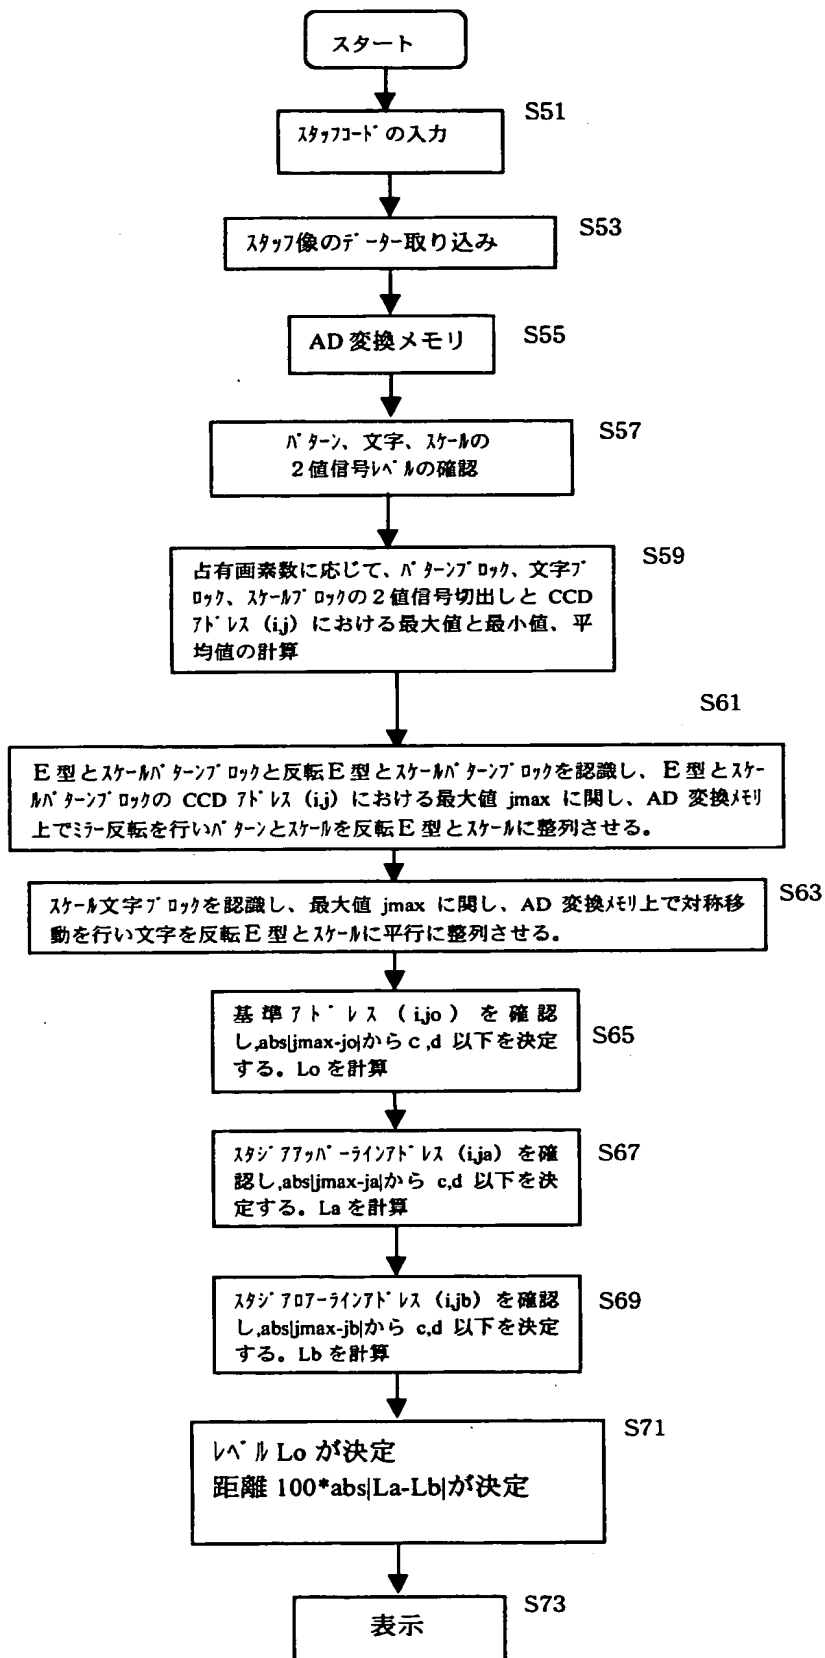 スタート
S51
ｽﾀｯﾌｺｰﾄﾞの入力
S53
ｽﾀｯﾌ像のﾃﾞｰﾀｰ取り込み
S55
AD 変換メモリ
S57
ﾊﾟﾀｰﾝ、文字、ｽｹｰﾙの
２値信号ﾚﾍﾞﾙの確認
S59
占有画素数に応じて、ﾊﾟﾀｰﾝﾌﾞﾛｯｸ、文字ﾌﾞ
ﾛｯｸ、ｽｹｰﾙﾌﾞﾛｯｸの２値信号切出しと CCD
ｱﾄﾞﾚｽ (i,j) における最大値と最小値、平
均値の計算
S61
Ｅ型とｽｹｰﾙﾊﾟﾀｰﾝﾌﾞﾛｯｸと反転Ｅ型とｽｹｰﾙﾊﾟﾀｰﾝﾌﾞﾛｯｸを認識し、Ｅ型とｽｹｰ
ﾙﾊﾟﾀｰﾝﾌﾞﾛｯｸの CCD ｱﾄﾞﾚｽ (i,j) における最大値 jmax に関し、AD 変換ﾒﾓﾘ
上でﾐﾗｰ反転を行いﾊﾟﾀｰﾝとｽｹｰﾙを反転Ｅ型とｽｹｰﾙに整列させる。
S63
ｽｹｰﾙ文字ﾌﾞﾛｯｸを認識し、最大値 jmax に関し、AD 変換ﾒﾓﾘ上で対称移
動を行い文字を反転Ｅ型とｽｹｰﾙに平行に整列させる。
S65
基準ｱﾄﾞﾚｽ (i,jo) を確認
し,abs|jmax-jo|からc,d 以下を決定
する。Lo を計算
S67
ｽﾀｼﾞｱｱｯﾊﾟｰﾗｲﾝｱﾄﾞﾚｽ (i,ja) を確
認し,abs|jmax-ja|から c,d 以下を決
定する。La を計算
S69
ｽﾀｼﾞｱﾛｱｰﾗｲﾝｱﾄﾞﾚｽ (i,jb) を確認
し,abs|jmax-jb|から c,d 以下を決定
する。Lb を計算
S71
ﾚﾍﾞﾙ Lo が決定
距離 100*abs|La-Lb|が決定
S73
表示